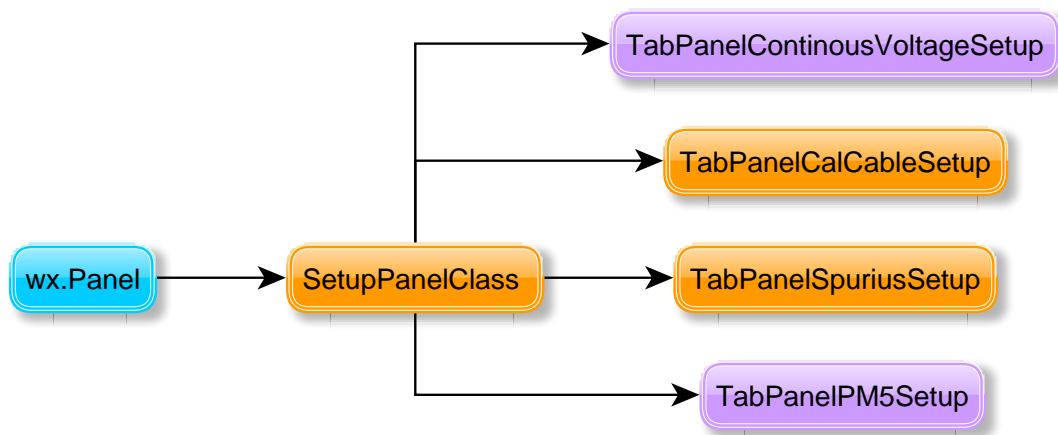 TabPanelContinousVoltageSetup
TabPanelCalCableSetup
wx.Panel
SetupPanelClass
TabPanelSpuriusSetup
TabPanelPM5Setup